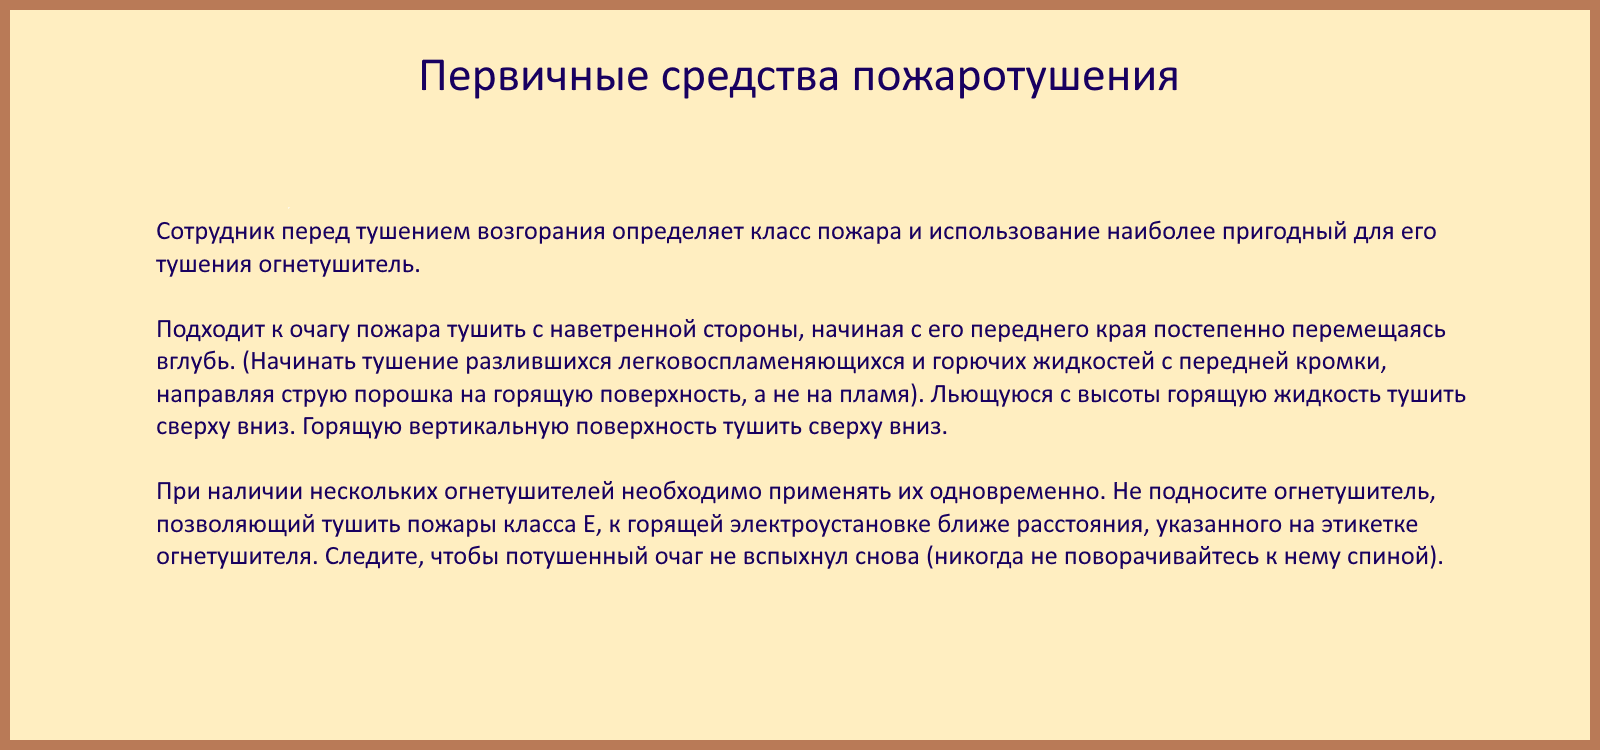 Первичные средства пожаротушения
Сотрудник перед тушением возгорания определяет класс пожара и использование наиболее пригодный для его
тушения огнетушитель.
Подходит к очагу пожара тушить с наветренной стороны, начиная с его переднего края постепенно перемещаясь
вглубь. (Начинать тушение разлившихся легковоспламеняющихся и горючих жидкостей с передней кромки,
направляя струю порошка на горящую поверхность, а не на пламя). Льющуюся с высоты горящую жидкость тушить
сверху вниз. Горящую вертикальную поверхность тушить сверху вниз.
При наличии нескольких огнетушителей необходимо применять их одновременно. Не подносите огнетушитель,
позволяющий тушить пожары класса Е, к горящей электроустановке ближе расстояния, указанного на этикетке
огнетушителя. Следите, чтобы потушенный очаг не вспыхнул снова (никогда не поворачивайтесь к нему спиной).